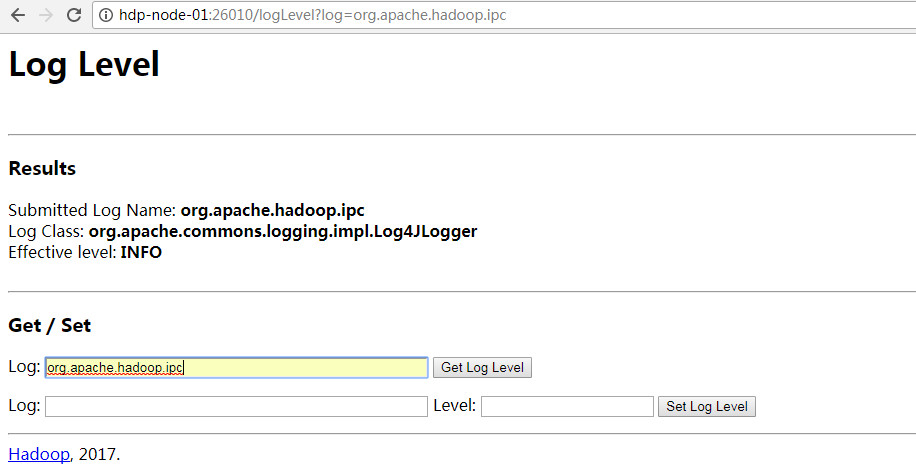 hdp-node-01:26010/logLevel?log=org.apache.hadoop.ipc
Log Level
Results
Submitted Log Name: org.apache.hadoop.ipc
Log Class: org.apache.commons.logging.impl.Log4JLogger
Effective level: INFO
Get / Set
Log: org.apache.hadoop.ipc Get Log Level
Log: Level: Set Log Level
Hadoop, 2017.